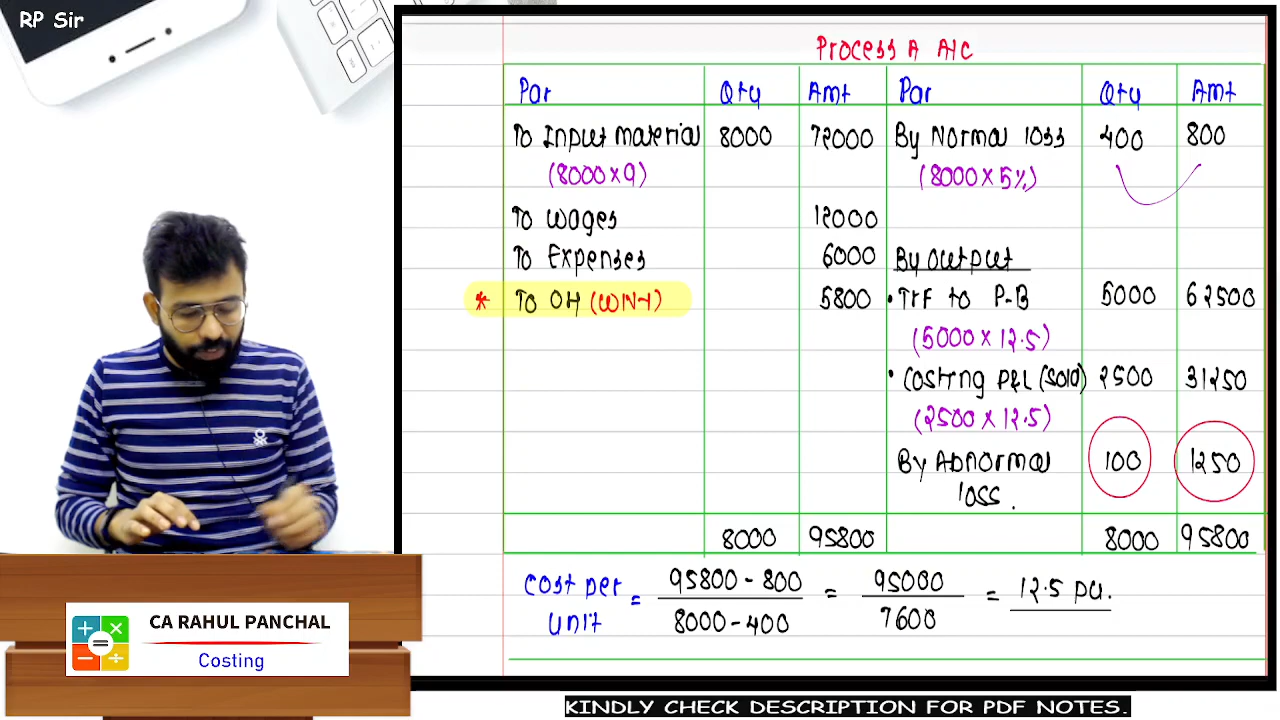 RP Sir
Process A A/C
Par Qty Amt Par Qty Amt
To Input material 8000 72000 By Normal loss 400 800
(8000×9) (8000×5%)
To Wages 12000
To Expenses 6000 By output
* To OH (WN-1) 5800 • Trf to P-B 5000 62500
(5000×12.5)
• Costing P&L (sold) 2500 31250
(2500×12.5)
By Abnormal 100 1250
loss.
8000 95800 8000 95800
Cost per = 95800-800 = 95000 = 12.5 pu.
unit 8000-400 7600
CA RAHUL PANCHAL
Costing
KINDLY CHECK DESCRIPTION FOR PDF NOTES.